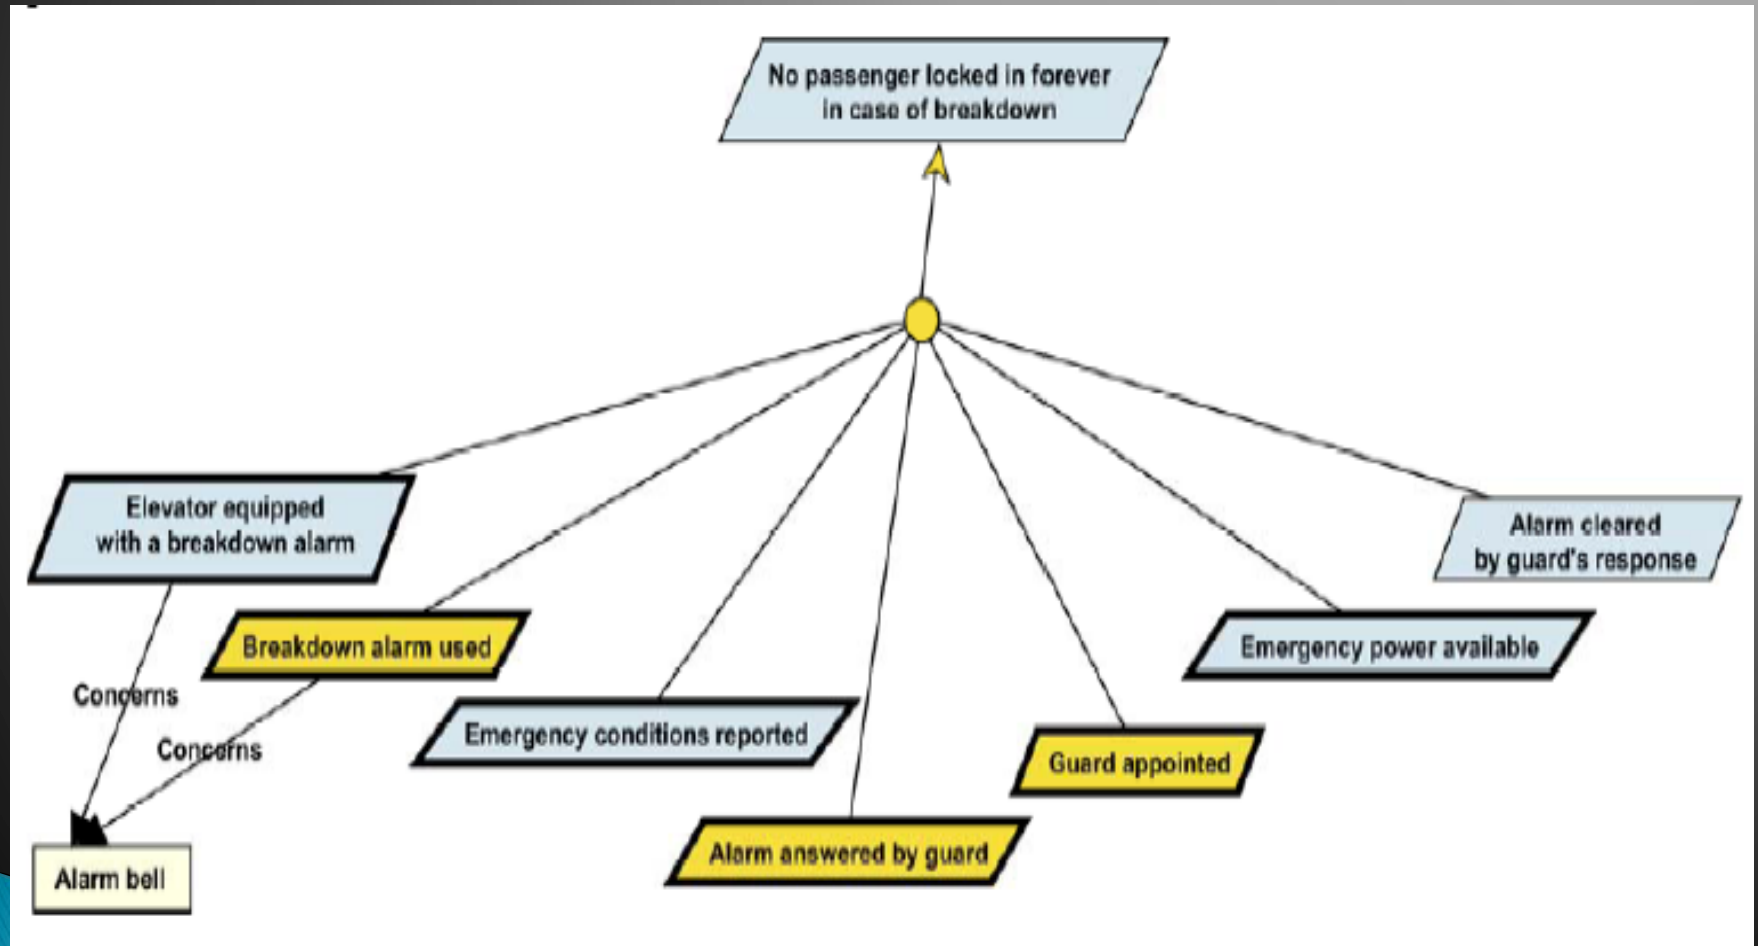 No passenger locked in forever
in case of breakdown
Elevator equipped
with a breakdown alarm
Alarm cleared
by guard's response
Breakdown alarm used
Emergency power available
Concerns
Emergency conditions reported
Concerns
Guard appointed
Alarm answered by guard
Alarm bell